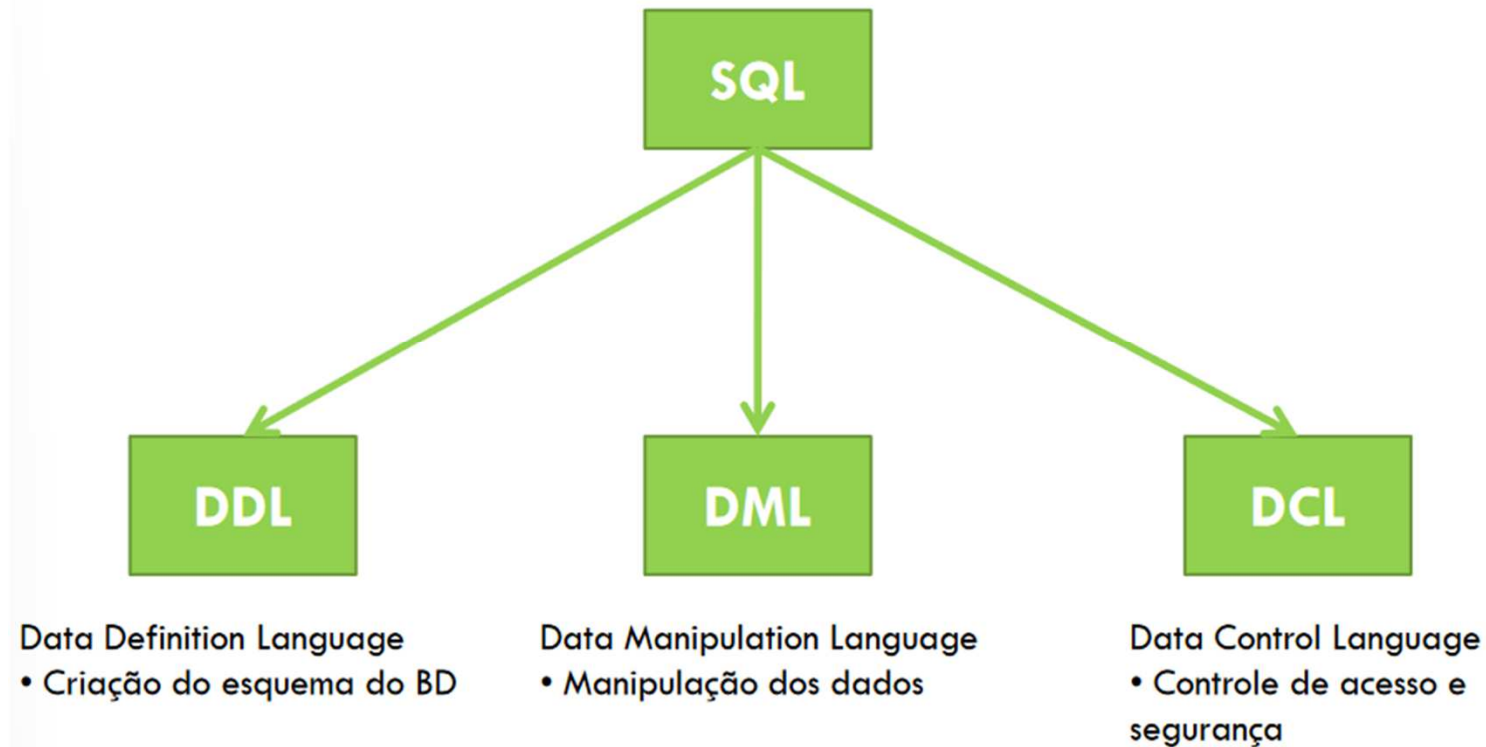 SQL
DDL
DML
DCL
Data Definition Language
• Criação do esquema do BD
Data Manipulation Language
• Manipulação dos dados
Data Control Language
• Controle de acesso e
segurança